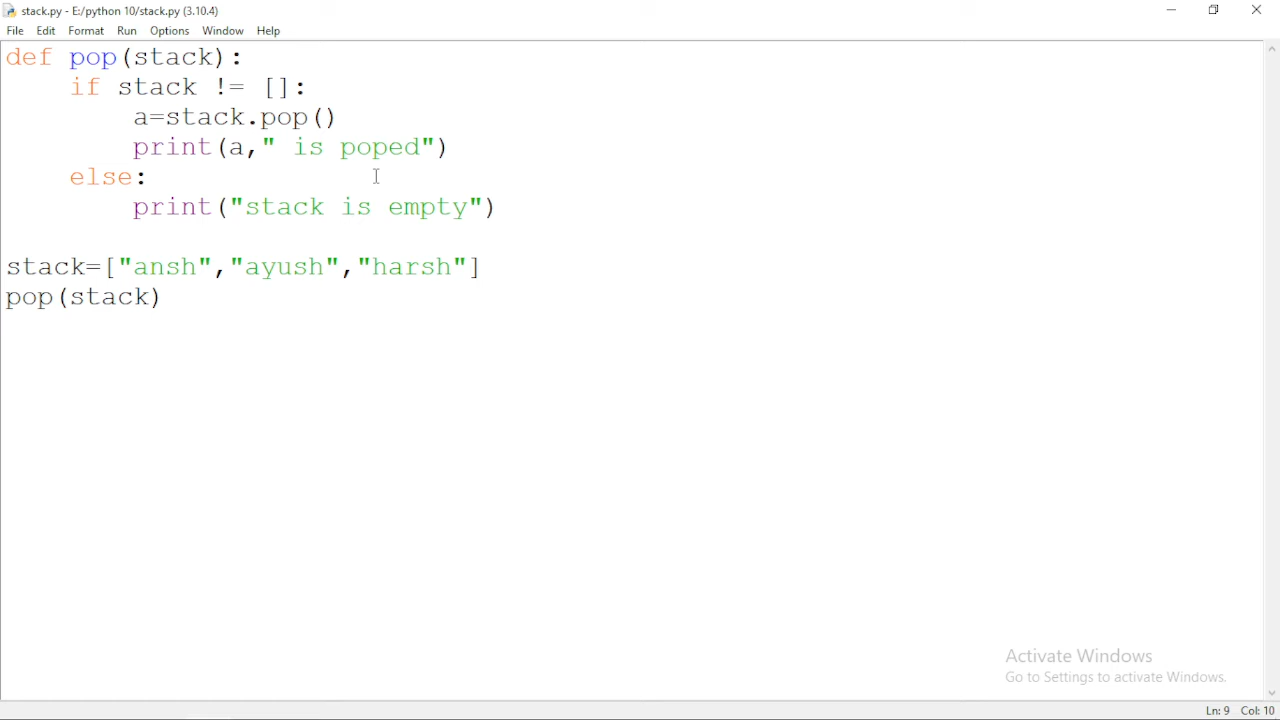 stack.py - E:/python 10/stack.py (3.10.4)
File Edit Format Run Options Window Help
def pop(stack):
    if stack != []:
        a=stack.pop()
        print(a," is poped")
    else:
        print("stack is empty")

stack=["ansh","ayush","harsh"]
pop(stack)
Activate Windows
Go to Settings to activate Windows.
Ln: 9 Col: 10